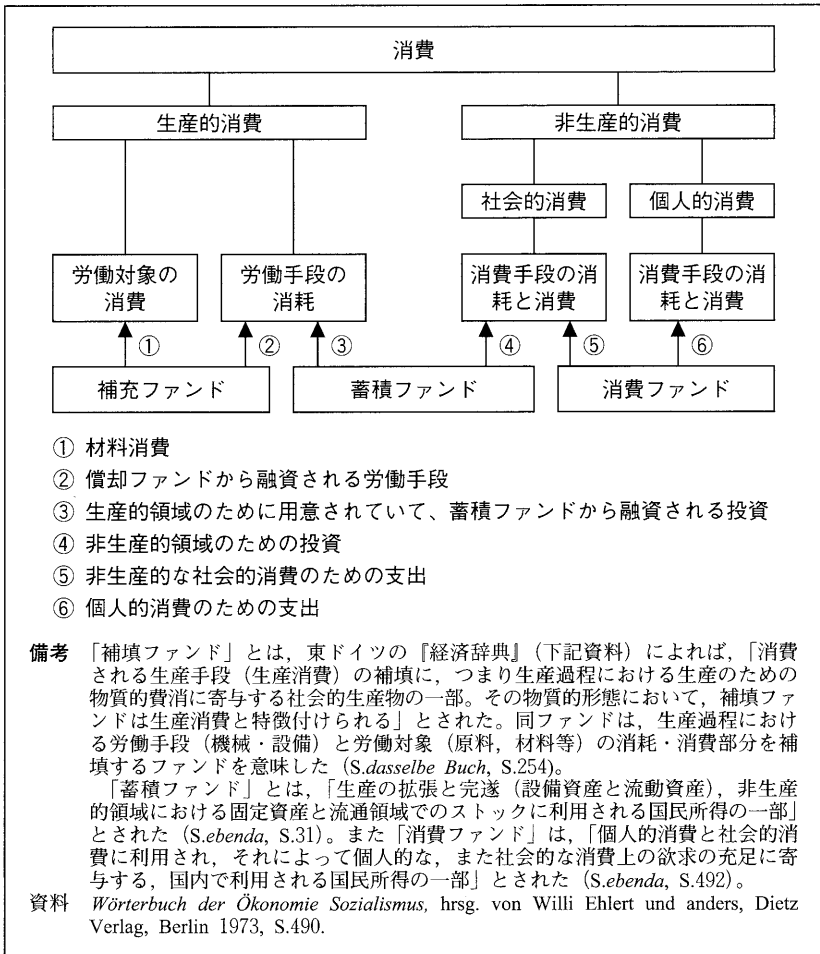 消費
生産的消費
非生産的消費
社会的消費
個人的消費
労働対象の
消費
労働手段の
消耗
消費手段の消
耗と消費
消費手段の消
耗と消費
①
②
③
④
⑤
⑥
補充ファンド
蓄積ファンド
消費ファンド
① 材料消費
② 償却ファンドから融資される労働手段
③ 生産的領域のために用意されていて、蓄積ファンドから融資される投資
④ 非生産的領域のための投資
⑤ 非生産的な社会的消費のための支出
⑥ 個人的消費のための支出
備考 「補填ファンド」とは，東ドイツの『経済辞典』（下記資料）によれば，「消費
される生産手段（生産消費）の補填に，つまり生産過程における生産のための
物質的費消に寄与する社会的生産物の一部。その物質的形態において，補填ファ
ンドは生産消費と特徴付けられる」とされた。同ファンドは，生産過程におけ
る労働手段（機械・設備）と労働対象（原料，材料等）の消耗・消費部分を補
填するファンドを意味した（S.dasselbe Buch, S.254）。
「蓄積ファンド」とは，「生産の拡張と完遂（設備資産と流動資産），非生産
的領域における固定資産と流通領域でのストックに利用される国民所得の一部」
とされた（S.ebenda, S.31）。また「消費ファンド」は，「個人的消費と社会的消
費に利用され，それによって個人的な，また社会的な消費上の欲求の充足に寄
与する，国内で利用される国民所得の一部」とされた（S.ebenda, S.492）。
資料 Wörterbuch der Ökonomie Sozialismus, hrsg. von Willi Ehlert und anders, Dietz
Verlag, Berlin 1973, S.490.